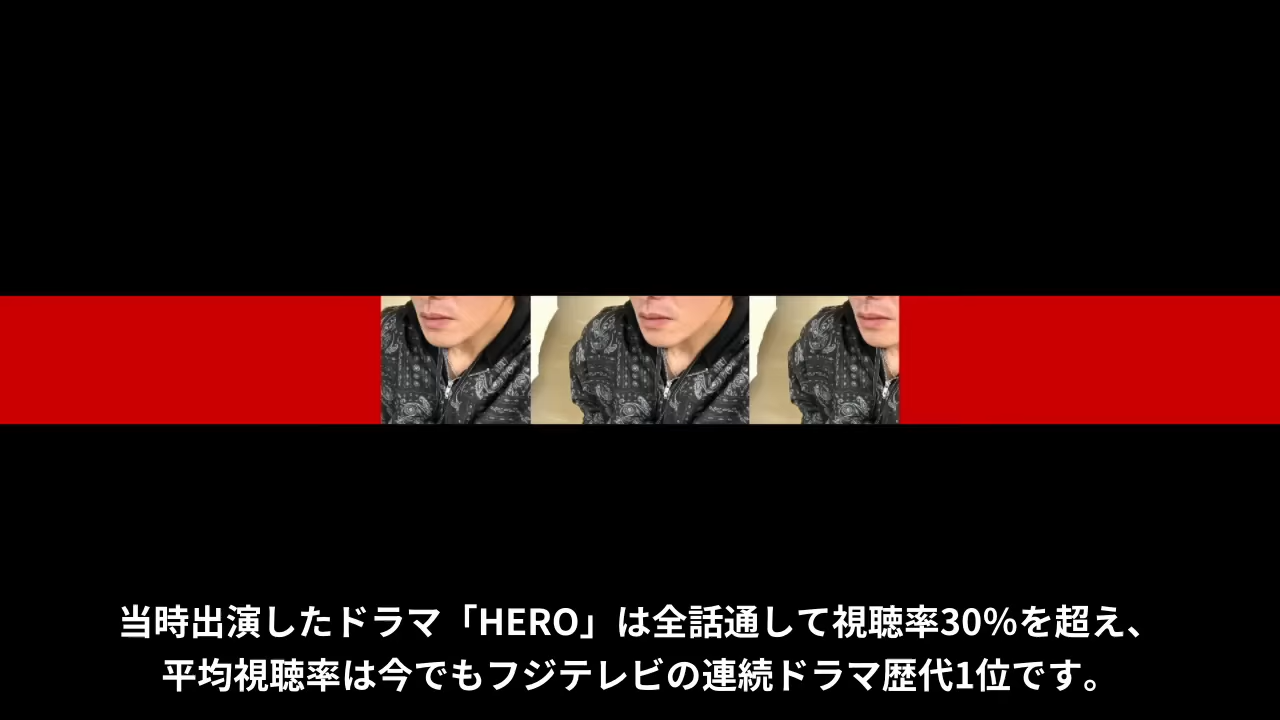 当時出演したドラマ「HERO」は全話通して視聴率30%を超え、
平均視聴率は今でもフジテレビの連続ドラマ歴代1位です。